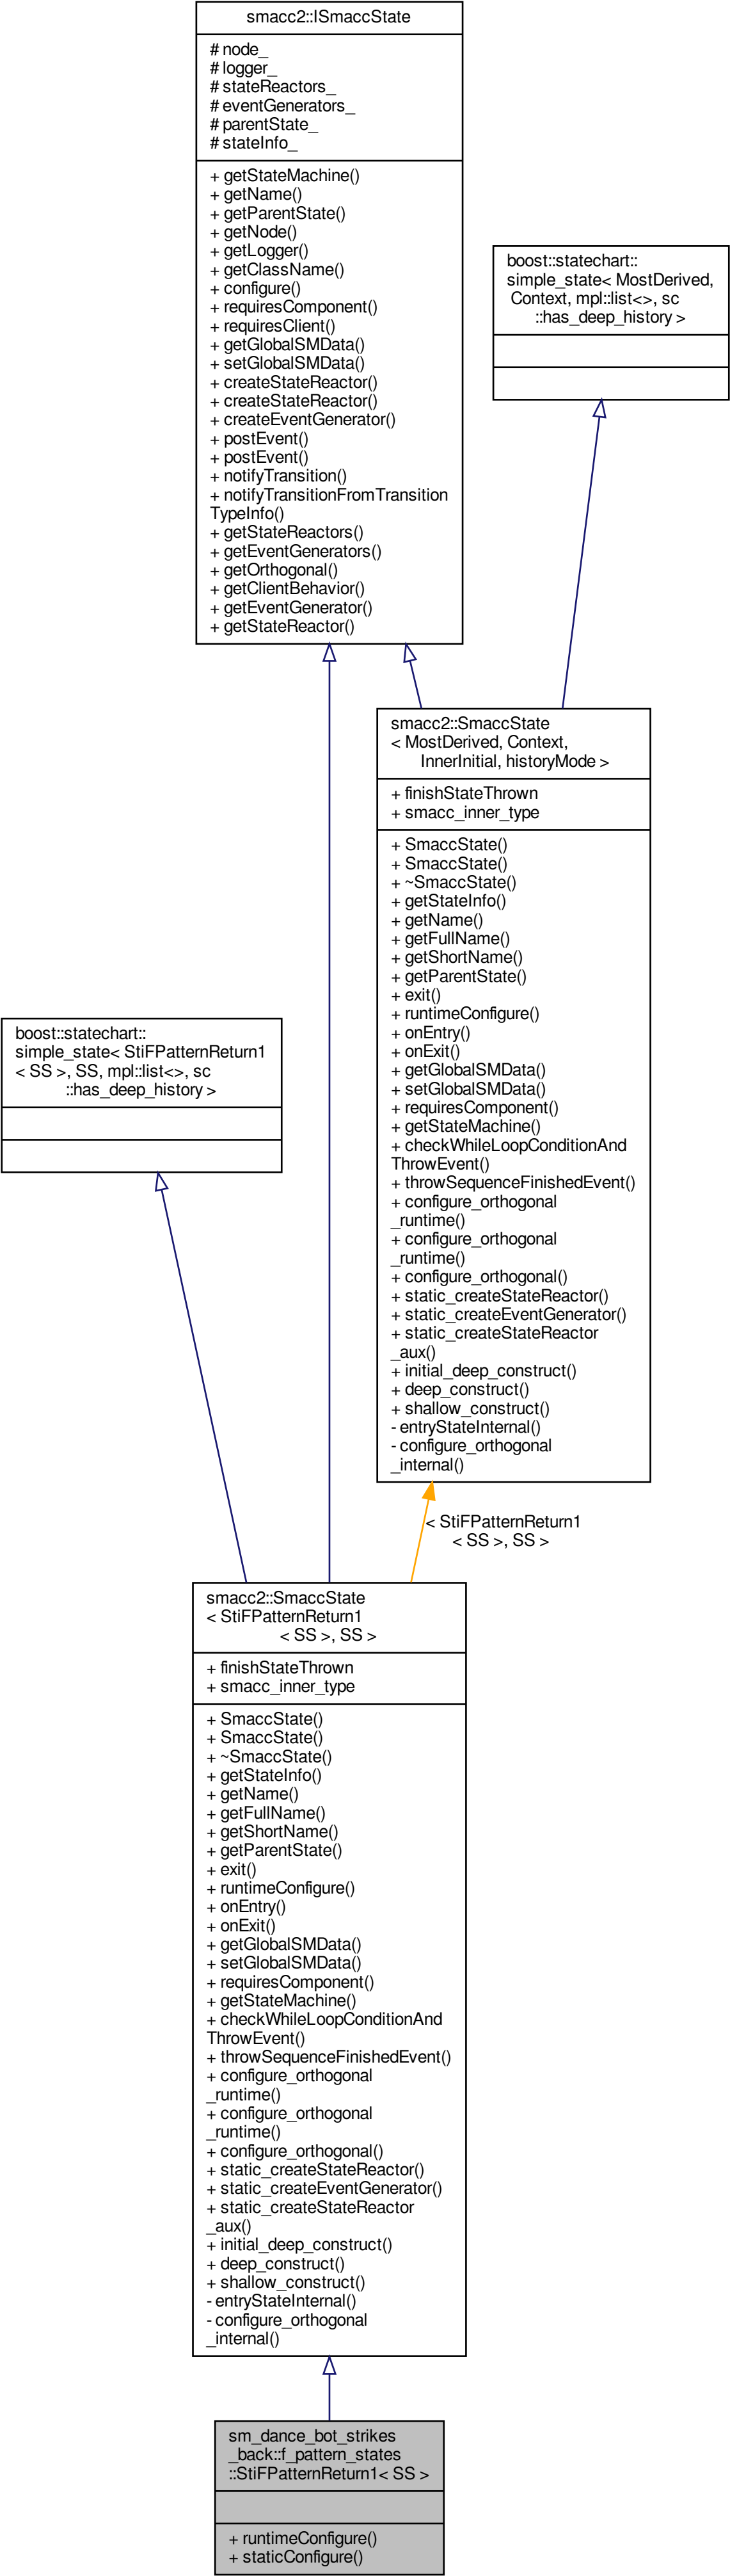 smacc2::ISmaccState
# node_
# logger_
# stateReactors_
# eventGenerators_
# parentState_
# stateInfo_
+ getStateMachine()
+ getName()
+ getParentState()
+ getNode()
+ getLogger()
+ getClassName()
+ configure()
+ requiresComponent()
+ requiresClient()
+ getGlobalSMData()
+ setGlobalSMData()
+ createStateReactor()
+ createStateReactor()
+ createEventGenerator()
+ postEvent()
+ postEvent()
+ notifyTransition()
+ notifyTransitionFromTransition
TypeInfo()
+ getStateReactors()
+ getEventGenerators()
+ getOrthogonal()
+ getClientBehavior()
+ getEventGenerator()
+ getStateReactor()
boost::statechart::
simple_state< MostDerived,
Context, mpl::list<>, sc
::has_deep_history >
smacc2::SmaccState
< MostDerived, Context,
InnerInitial, historyMode >
+ finishStateThrown
+ smacc_inner_type
+ SmaccState()
+ SmaccState()
+ ~SmaccState()
+ getStateInfo()
+ getName()
+ getFullName()
+ getShortName()
+ getParentState()
+ exit()
+ runtimeConfigure()
+ onEntry()
+ onExit()
+ getGlobalSMData()
+ setGlobalSMData()
+ requiresComponent()
+ getStateMachine()
+ checkWhileLoopConditionAnd
ThrowEvent()
+ throwSequenceFinishedEvent()
+ configure_orthogonal
_runtime()
+ configure_orthogonal
_runtime()
+ configure_orthogonal()
+ static_createStateReactor()
+ static_createEventGenerator()
+ static_createStateReactor
_aux()
+ initial_deep_construct()
+ deep_construct()
+ shallow_construct()
- entryStateInternal()
- configure_orthogonal
_internal()
boost::statechart::
simple_state< StiFPatternReturn1
< SS >, SS, mpl::list<>, sc
::has_deep_history >
< StiFPatternReturn1
< SS >, SS >
smacc2::SmaccState
< StiFPatternReturn1
< SS >, SS >
+ finishStateThrown
+ smacc_inner_type
+ SmaccState()
+ SmaccState()
+ ~SmaccState()
+ getStateInfo()
+ getName()
+ getFullName()
+ getShortName()
+ getParentState()
+ exit()
+ runtimeConfigure()
+ onEntry()
+ onExit()
+ getGlobalSMData()
+ setGlobalSMData()
+ requiresComponent()
+ getStateMachine()
+ checkWhileLoopConditionAnd
ThrowEvent()
+ throwSequenceFinishedEvent()
+ configure_orthogonal
_runtime()
+ configure_orthogonal
_runtime()
+ configure_orthogonal()
+ static_createStateReactor()
+ static_createEventGenerator()
+ static_createStateReactor
_aux()
+ initial_deep_construct()
+ deep_construct()
+ shallow_construct()
- entryStateInternal()
- configure_orthogonal
_internal()
sm_dance_bot_strikes
_back::f_pattern_states
::StiFPatternReturn1< SS >
+ runtimeConfigure()
+ staticConfigure()